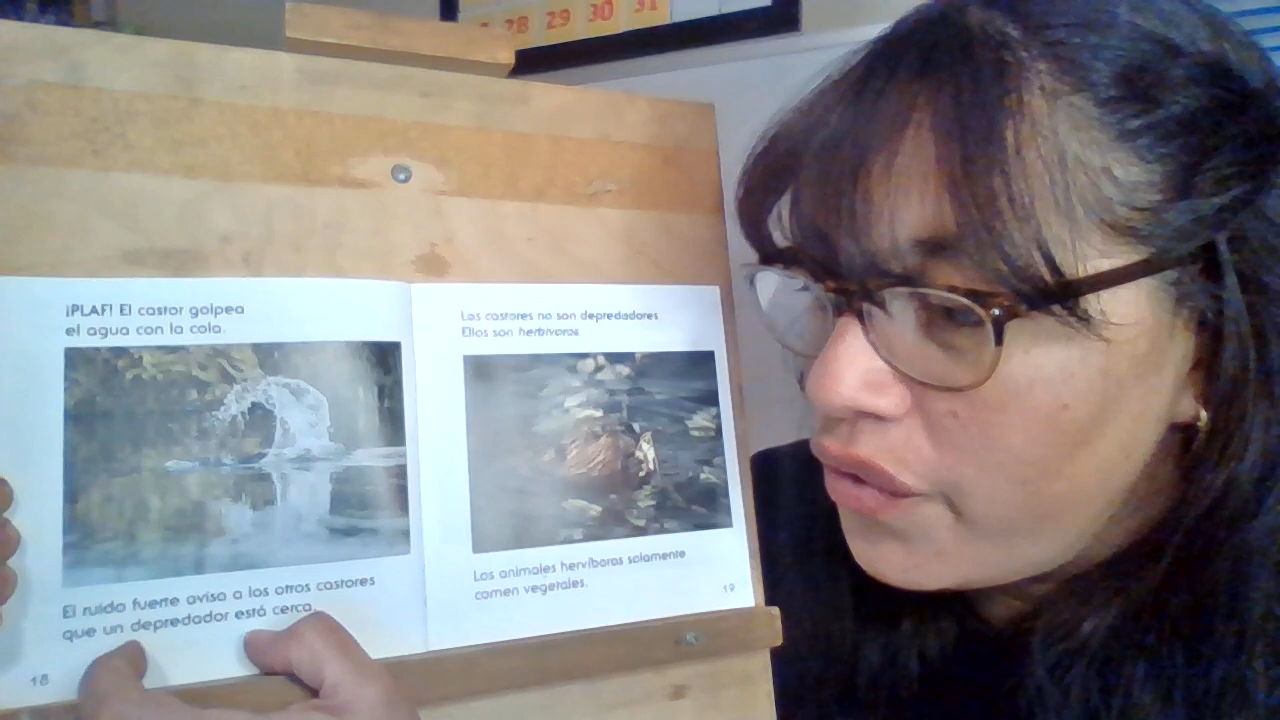 28 29 30 31
¡PLAF! El castor golpea
el agua con la cola.
El ruido fuerte avisa a los otros castores
que un depredador está cerca.
18
Los castores no son depredadores.
Ellos son herbívoros.
Los animales hervíboros solamente
comen vegetales.
19